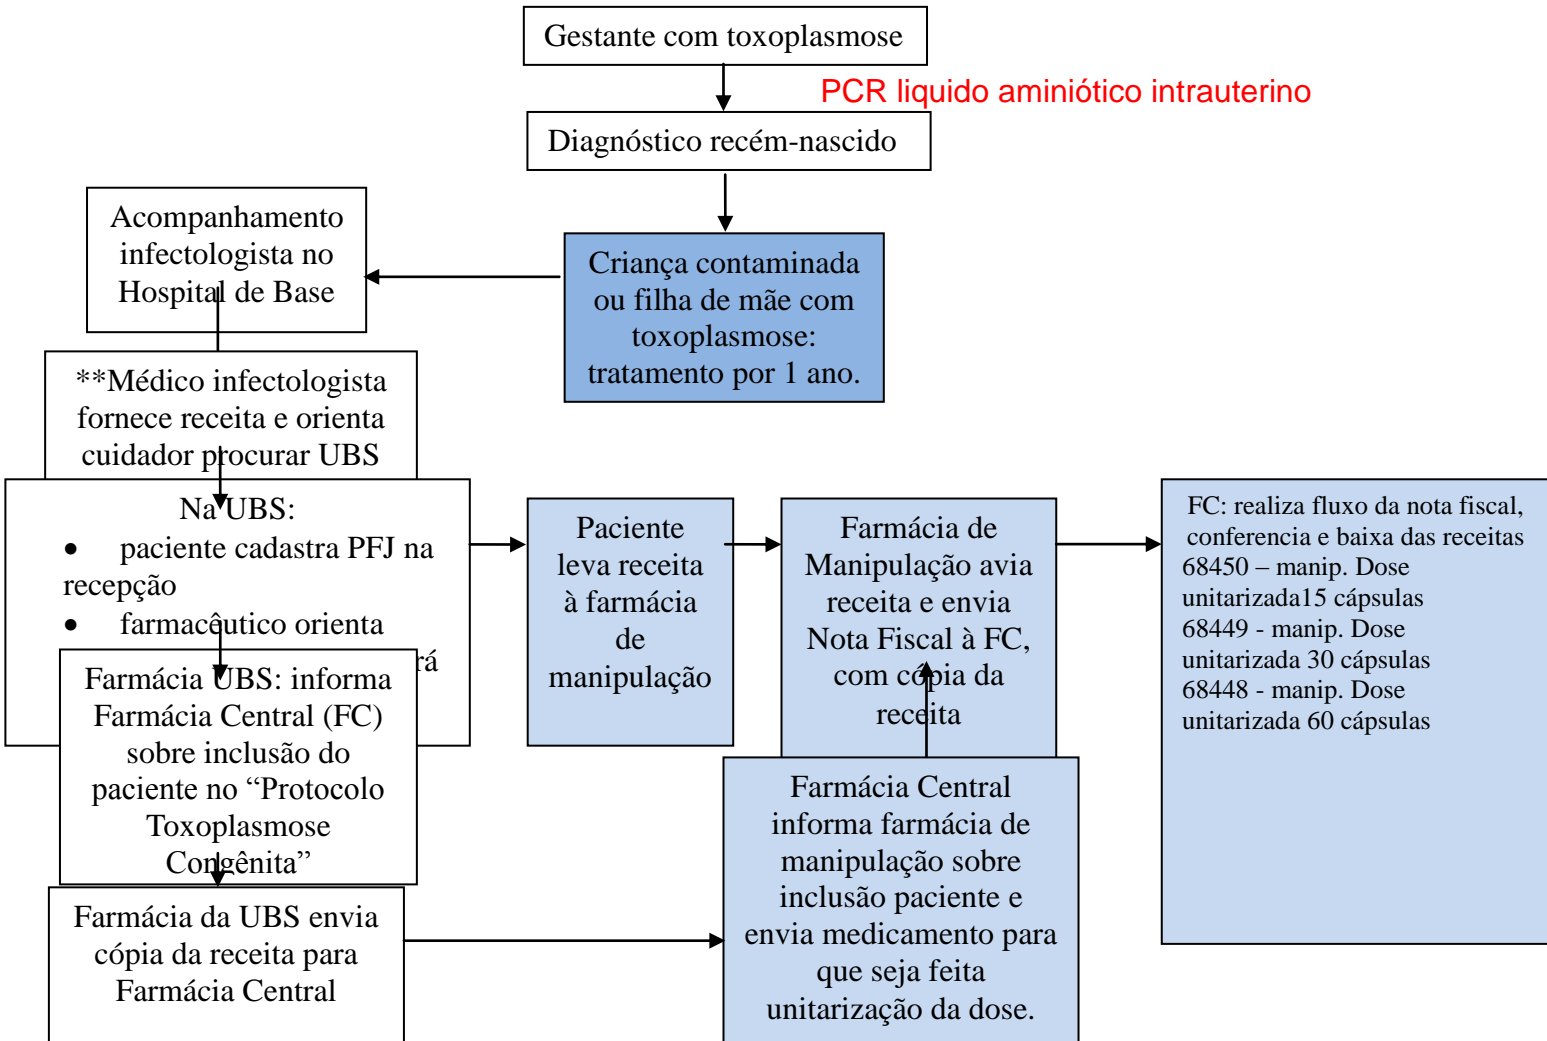 Gestante com toxoplasmose
PCR liquido aminiótico intrauterino
Diagnóstico recém-nascido
Acompanhamento
infectologista no
Hospital de Base
Criança contaminada
ou filha de mãe com
toxoplasmose:
tratamento por 1 ano.
**Médico infectologista
fornece receita e orienta
cuidador procurar UBS
Na UBS:
• paciente cadastra PFJ na
recepção
• farmacêutico orienta
rá
Farmácia UBS: informa
Farmácia Central (FC)
sobre inclusão do
paciente no “Protocolo
Toxoplasmose
Congênita”
Farmácia da UBS envia
cópia da receita para
Farmácia Central
Paciente
leva receita
à farmácia
de
manipulação
Farmácia de
Manipulação avia
receita e envia
Nota Fiscal à FC,
com cópia da
receita
Farmácia Central
informa farmácia de
manipulação sobre
inclusão paciente e
envia medicamento para
que seja feita
unitarização da dose.
FC: realiza fluxo da nota fiscal,
conferencia e baixa das receitas
68450 – manip. Dose
unitarizada15 cápsulas
68449 - manip. Dose
unitarizada 30 cápsulas
68448 - manip. Dose
unitarizada 60 cápsulas